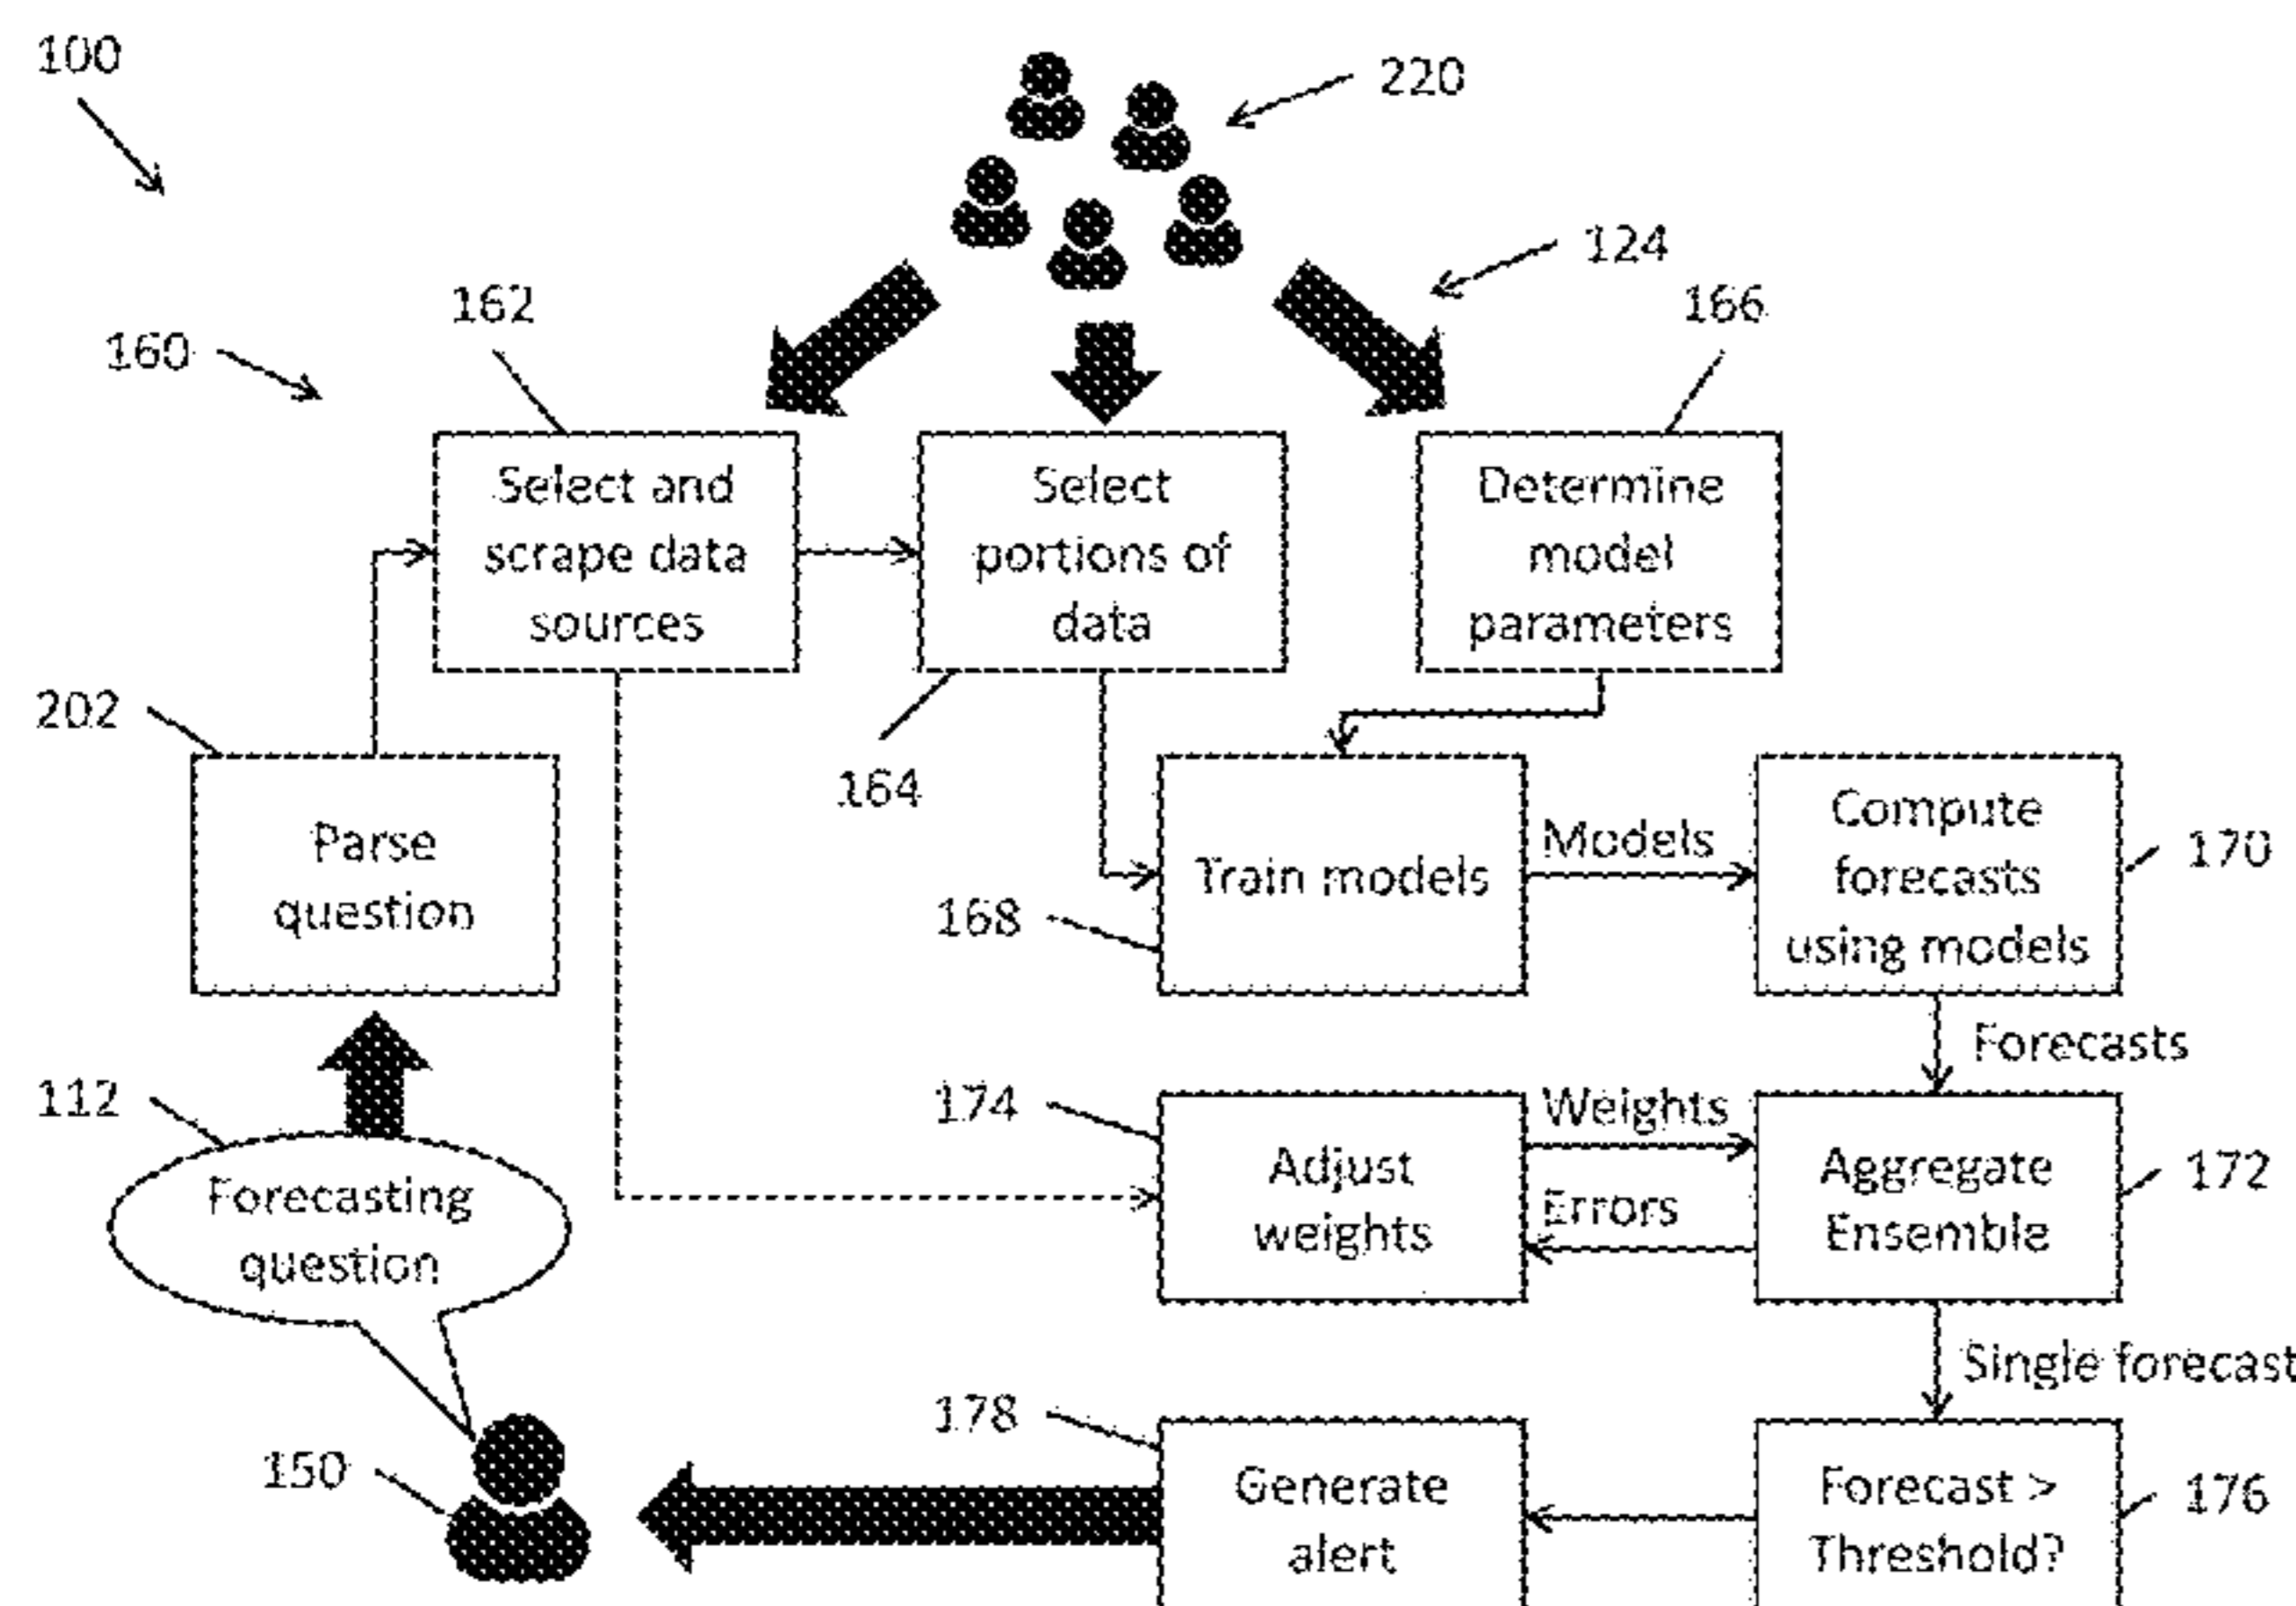 100
220
124
162
166
160
Select and
scrape data
sources
Select
portions of
data
Determine
model
parameters
202
164
Parse
question
Train models
Models
Compute
forecasts
using models
170
168
Forecasts
112
174
Weights
Forecasting
question
Adjust
weights
Errors
Aggregate
Ensemble
172
Single forecast
178
150
Generate
alert
Forecast >
Threshold?
176